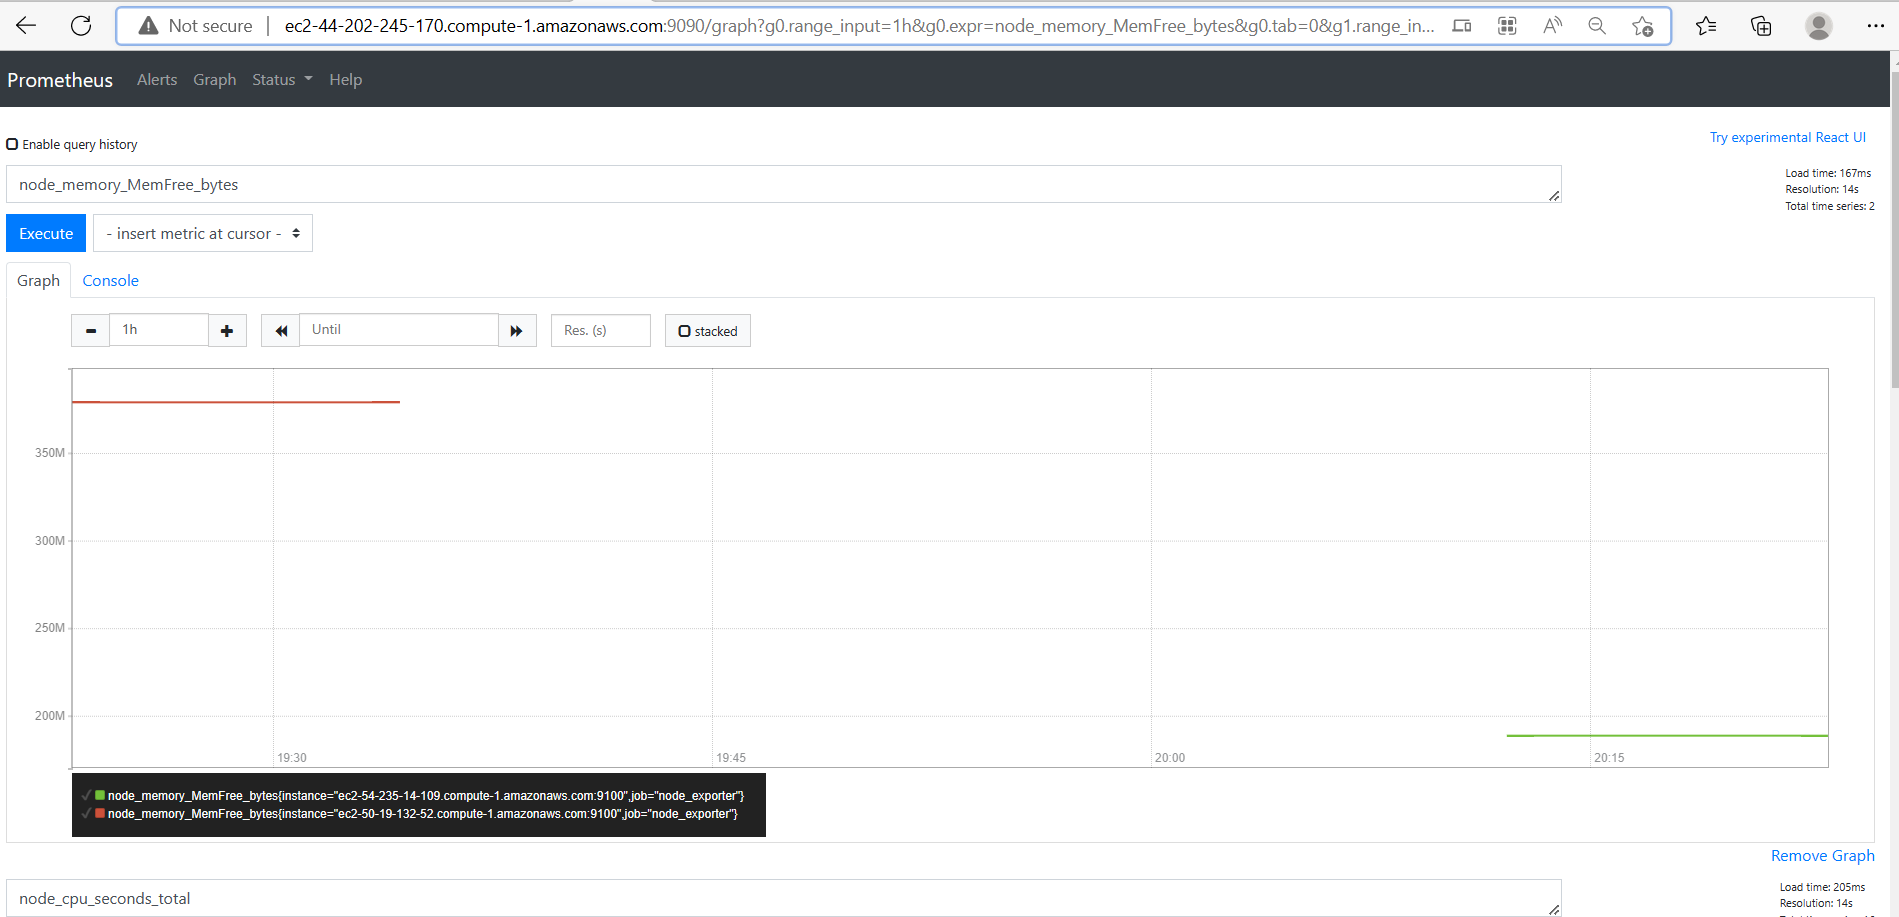 Not secure
ec2-44-202-245-170.compute-1.amazonaws.com:9090/graph?g0.range_input=1h&g0.expr=node_memory_MemFree_bytes&g0.tab=0&g1.range_in...
Prometheus Alerts Graph Status Help
Enable query history
Try experimental React UI
node_memory_MemFree_bytes
Load time: 167ms
Resolution: 14s
Total time series: 2
Execute
- insert metric at cursor -
Graph
Console
1h
Until
Res. (s)
stacked
350M
300M
250M
200M
19:30
19:45
20:00
20:15
node_memory_MemFree_bytes{instance="ec2-54-235-14-109.compute-1.amazonaws.com:9100",job="node_exporter"}
node_memory_MemFree_bytes{instance="ec2-50-19-132-52.compute-1.amazonaws.com:9100",job="node_exporter"}
Remove Graph
node_cpu_seconds_total
Load time: 205ms
Resolution: 14s